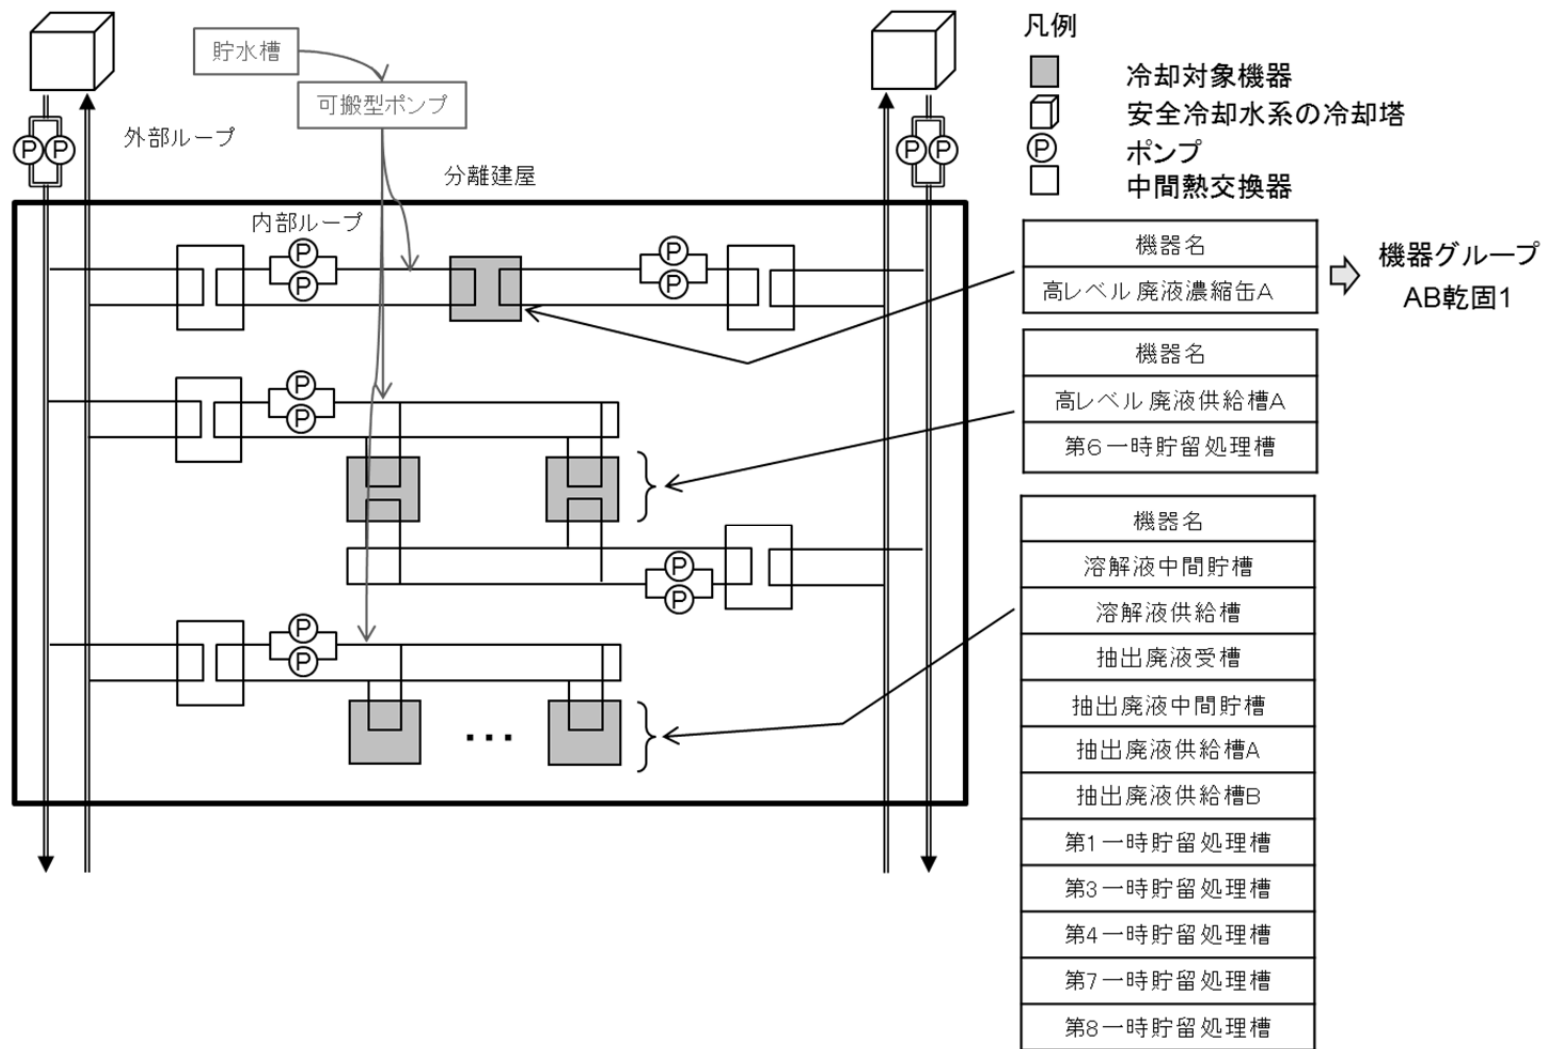 貯水槽
可搬型ポンプ
外部ループ
分離建屋
内部ループ
P P
P P
P
P
P
P
P
P
P
P
P
P
...
凡例
冷却対象機器
安全冷却水系の冷却塔
P ポンプ
中間熱交換器
機器名
高レベル廃液濃縮缶A
機器グループ
AB乾固1
機器名
高レベル廃液供給槽A
第6一時貯留処理槽
機器名
溶解液中間貯槽
溶解液供給槽
抽出廃液受槽
抽出廃液中間貯槽
抽出廃液供給槽A
抽出廃液供給槽B
第1一時貯留処理槽
第3一時貯留処理槽
第4一時貯留処理槽
第7一時貯留処理槽
第8一時貯留処理槽